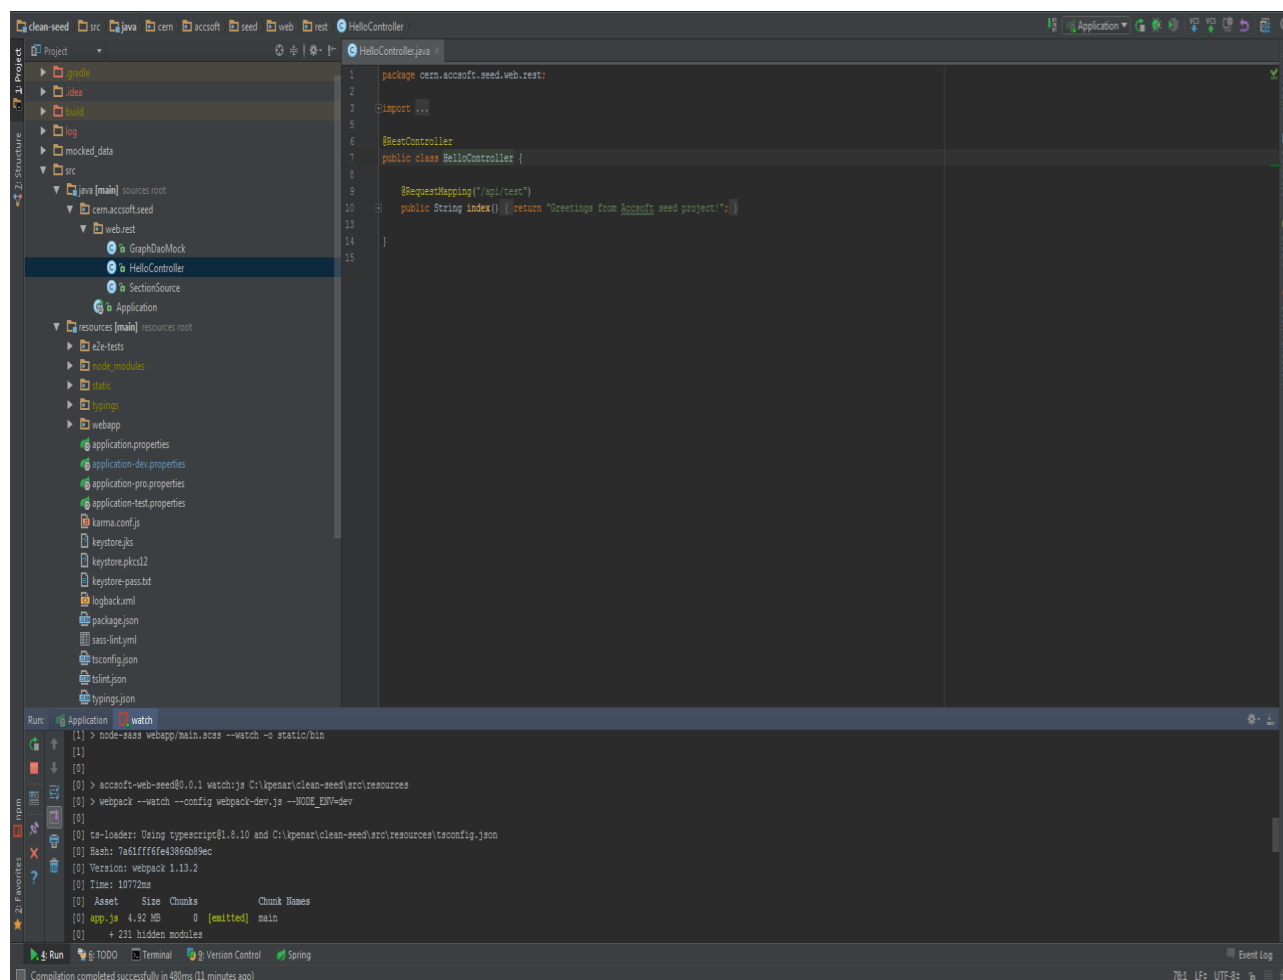 clean-seed src java cern accsoft seed web rest HelloController
Application
1: Project
Z: Structure
npm
2: Favorites
Project
.gradle
.idea
build
log
mocked_data
src
java [main] sources root
cern.accsoft.seed
web.rest
GraphDaoMock
HelloController
SectionSource
Application
resources [main] resources root
e2e-tests
node_modules
static
typings
webapp
application.properties
application-dev.properties
application-pro.properties
application-test.properties
karma.conf.js
keystore.jks
keystore.pkcs12
keystore-pass.txt
logback.xml
package.json
sass-lint.yml
tsconfig.json
tslint.json
typings.json
HelloController.java
1 package cern.accsoft.seed.web.rest;
2
3 import ...
5
6 @RestController
7 public class HelloController {
8
9 @RequestMapping("/api/test")
10 public String index() { return "Greetings from Accsoft seed project!"; }
13
14 }
15
Run: Application watch
[1] > node-sass webapp/main.scss --watch -o static/bin
[1]
[0]
[0] > accsoft-web-seed@0.0.1 watch:js C:\kpenar\clean-seed\src\resources
[0] > webpack --watch --config webpack-dev.js --NODE_ENV=dev
[0]
[0] ts-loader: Using typescript@1.8.10 and C:\kpenar\clean-seed\src\resources\tsconfig.json
[0] Hash: 7a61fff6fe43866b89ec
[0] Version: webpack 1.13.2
[0] Time: 10772ms
[0] Asset Size Chunks Chunk Names
[0] app.js 4.92 MB 0 [emitted] main
[0] + 231 hidden modules
4: Run 6: TODO Terminal 9: Version Control Spring Event Log
Compilation completed successfully in 480ms (11 minutes ago) 78:1 LF÷ UTF-8÷